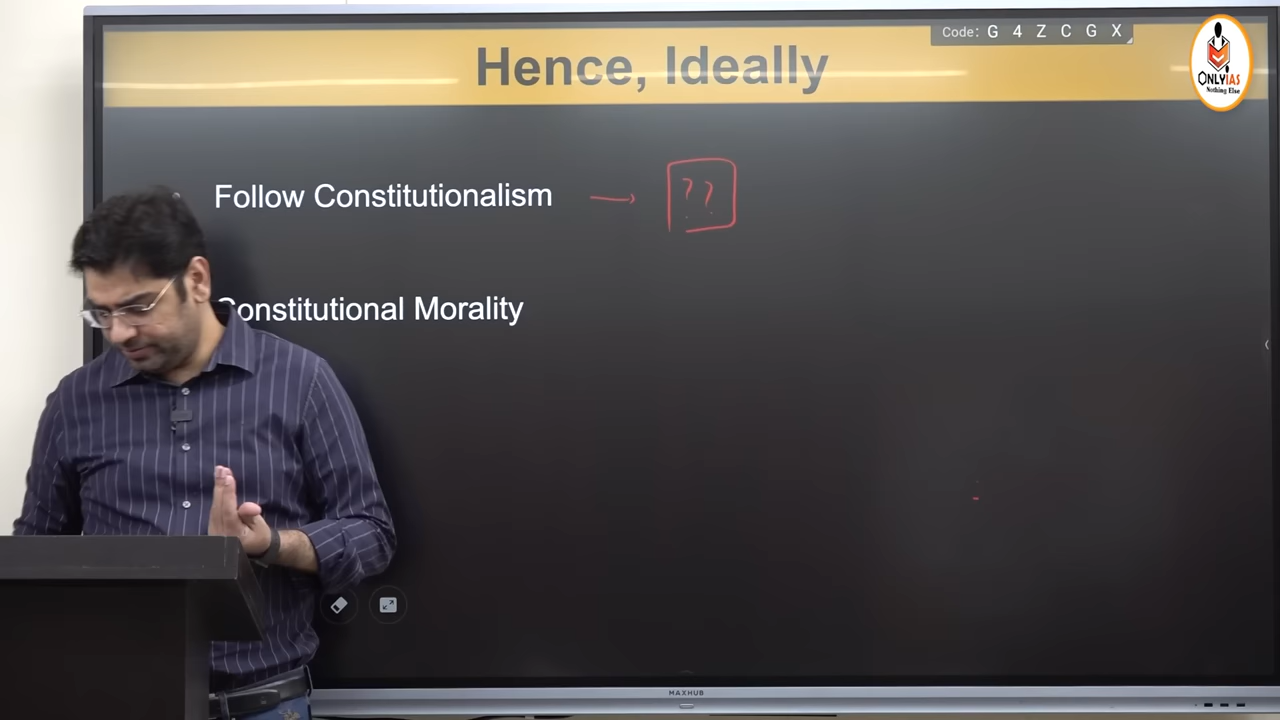 Code: G 4 Z C G X
Hence, Ideally
ONLYIAS
Nothing Else
Follow Constitutionalism → ??
Constitutional Morality
MAXHUB